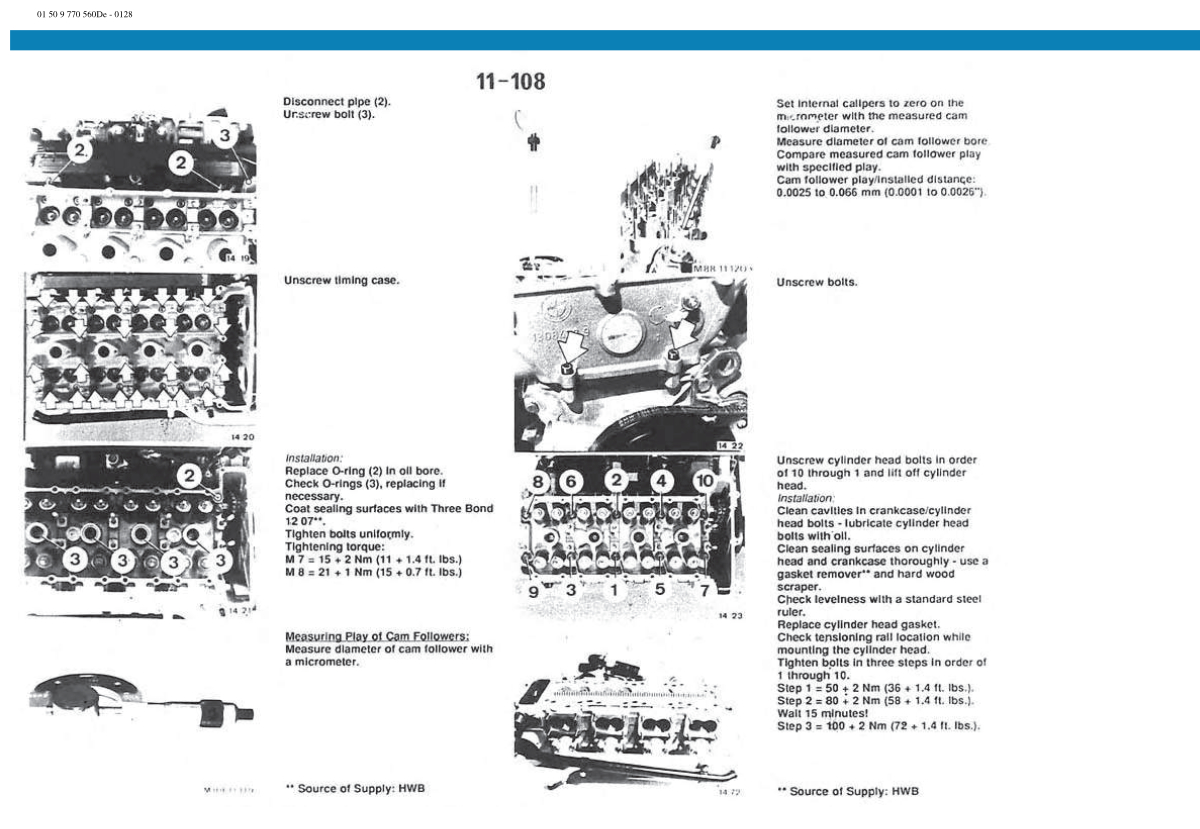 01 50 9 770 560De - 0128
11-108
Disconnect pipe (2).
Unscrew bolt (3).
3
2
2
14 19
Unscrew timing case.
14 20
Installation:
Replace O-ring (2) in oil bore.
Check O-rings (3), replacing if
necessary.
Coat sealing surfaces with Three Bond
12 07**.
Tighten bolts uniformly.
Tightening torque:
M 7 = 15 + 2 Nm (11 + 1.4 ft. lbs.)
M 8 = 21 + 1 Nm (15 + 0.7 ft. lbs.)
2
3
3
3
3
14 21
Measuring Play of Cam Followers:
Measure diameter of cam follower with
a micrometer.
** Source of Supply: HWB
Set internal callipers to zero on the
micrometer with the measured cam
follower diameter.
Measure diameter of cam follower bore.
Compare measured cam follower play
with specified play.
Cam follower play/installed distance:
0.0025 to 0.066 mm (0.0001 to 0.0026").
M88 11 120
Unscrew bolts.
14 22
Unscrew cylinder head bolts in order
of 10 through 1 and lift off cylinder
head.
Installation:
Clean cavities in crankcase/cylinder
head bolts - lubricate cylinder head
bolts with oil.
Clean sealing surfaces on cylinder
head and crankcase thoroughly - use a
gasket remover** and hard wood
scraper.
Check levelness with a standard steel
ruler.
Replace cylinder head gasket.
Check tensioning rail location while
mounting the cylinder head.
Tighten bolts in three steps in order of
1 through 10.
Step 1 = 50 + 2 Nm (36 + 1.4 ft. lbs.).
Step 2 = 80 + 2 Nm (58 + 1.4 ft. lbs.).
Wait 15 minutes!
Step 3 = 100 + 2 Nm (72 + 1.4 ft. lbs.).
8 6 2 4 10
9 3 1 5 7
14 23
14 72
** Source of Supply: HWB